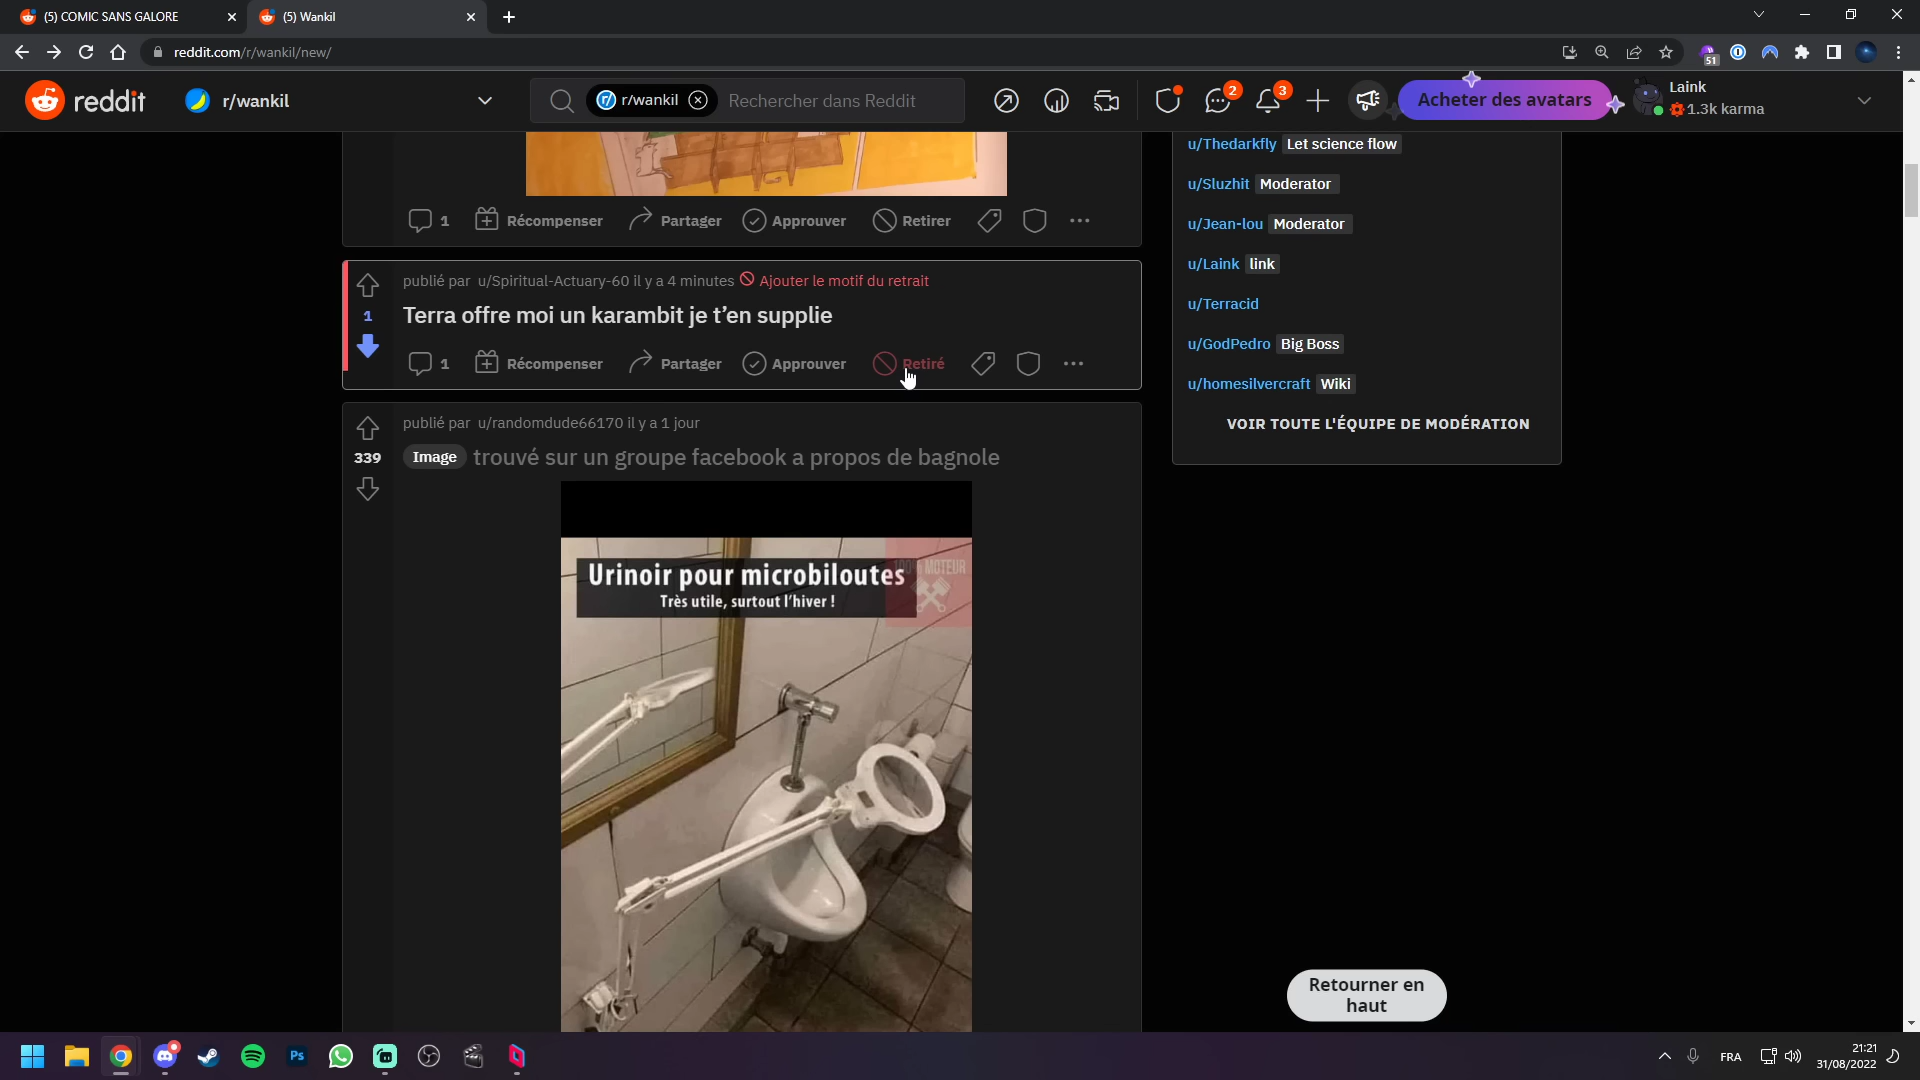 (5) COMIC SANS GALORE
(5) Wankil
reddit.com/r/wankil/new/
51
reddit
r/wankil
r/wankil
Rechercher dans Reddit
2
3
Acheter des avatars
Laink
1.3k karma
1
Récompenser
Partager
Approuver
Retirer
publié par u/Spiritual-Actuary-60 il y a 4 minutes
Ajouter le motif du retrait
1
Terra offre moi un karambit je t’en supplie
1
Récompenser
Partager
Approuver
Retiré
publié par u/randomdude66170 il y a 1 jour
339
Image
trouvé sur un groupe facebook a propos de bagnole
Urinoir pour microbiloutes
Très utile, surtout l'hiver !
MOTEUR
u/Thedarkfly Let science flow
u/Sluzhit Moderator
u/Jean-lou Moderator
u/Laink link
u/Terracid
u/GodPedro Big Boss
u/homesilvercraft Wiki
VOIR TOUTE L'ÉQUIPE DE MODÉRATION
Retourner en
haut
Ps
FRA
21:21
31/08/2022